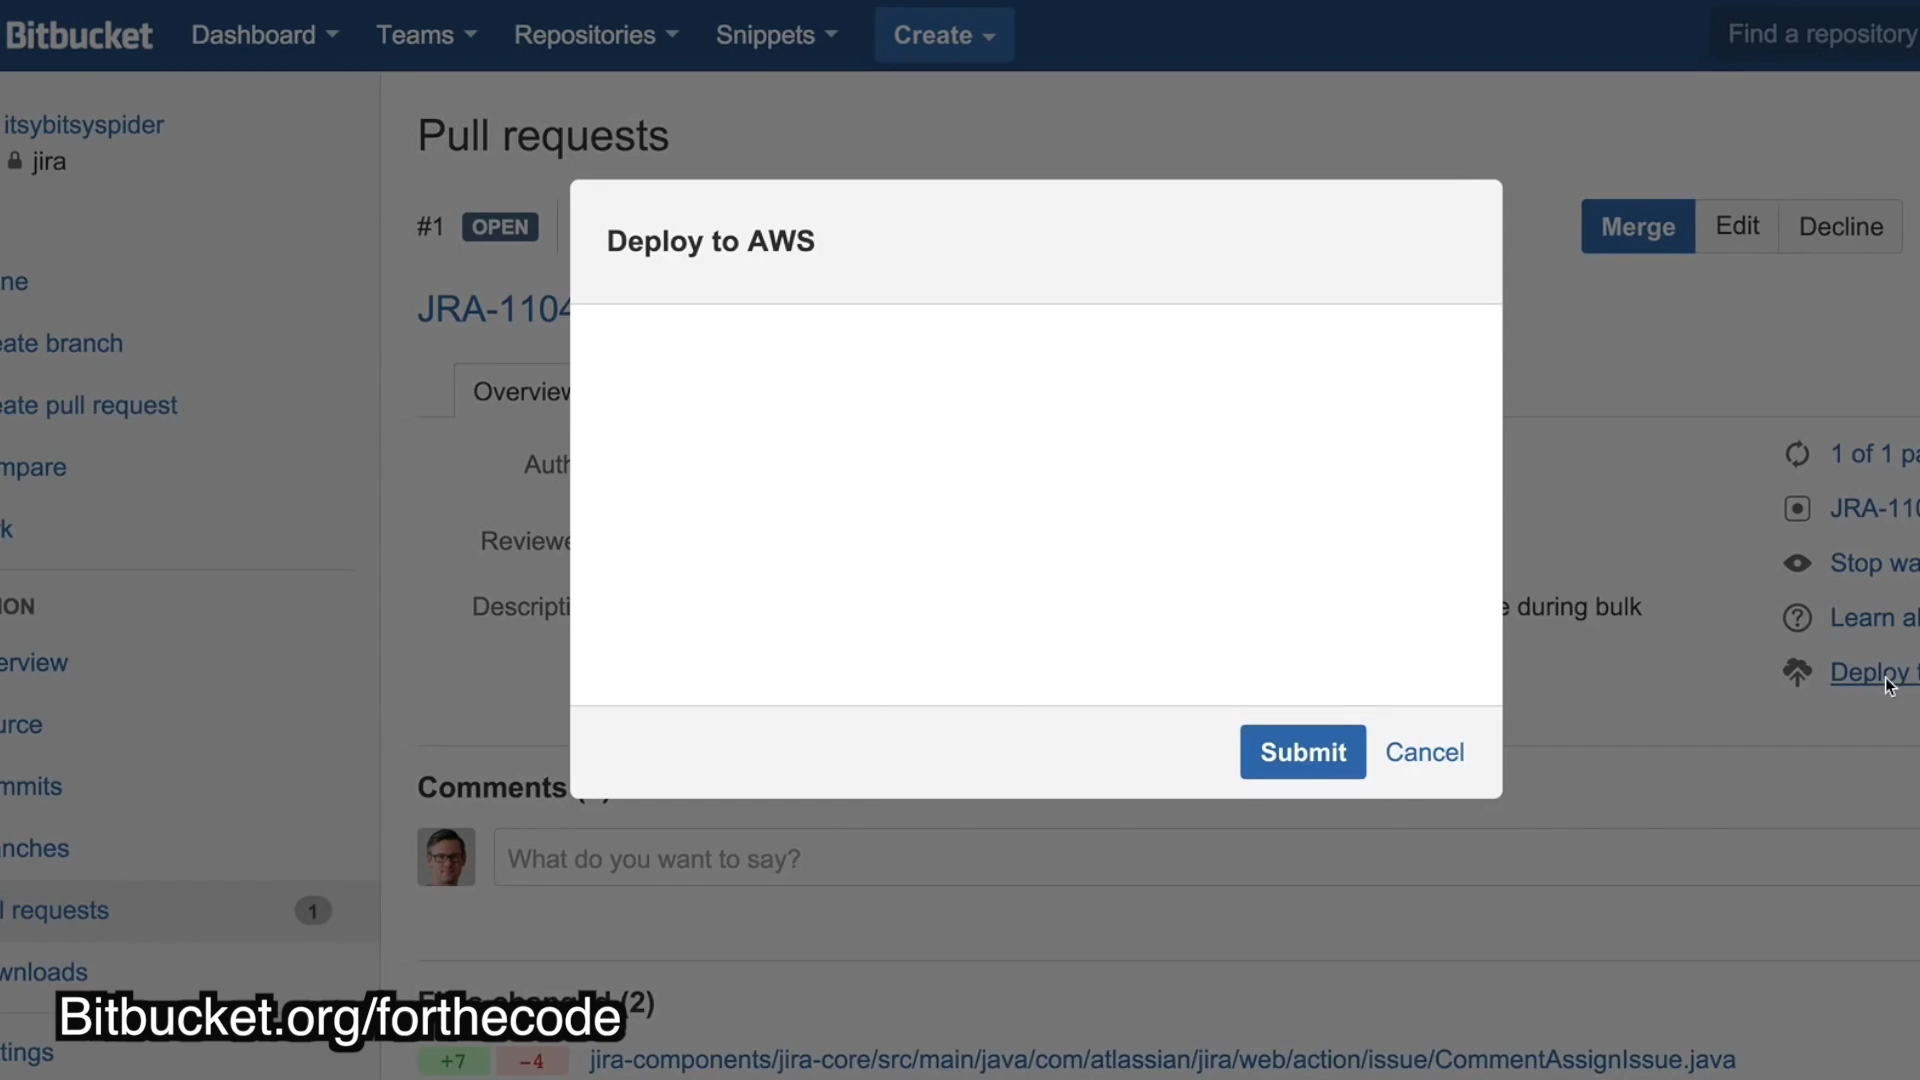 Bitbucket Dashboard Teams Repositories Snippets Create Find a repository
itsybitsyspider
jira
ne
eate branch
eate pull request
mpare
k
ION
erview
urce
mmits
nches
l requests 1
wnloads
tings
Pull requests
#1 OPEN
Merge Edit Decline
JRA-1104
Overview
Auth
Reviewe
Descripti
e during bulk
1 of 1 pa
JRA-110
Stop wa
Learn al
Deploy t
Deploy to AWS
Submit Cancel
Comments
What do you want to say?
(2)
Bitbucket.org/forthecode
+7 -4 jira-components/jira-core/src/main/java/com/atlassian/jira/web/action/issue/CommentAssignIssue.java